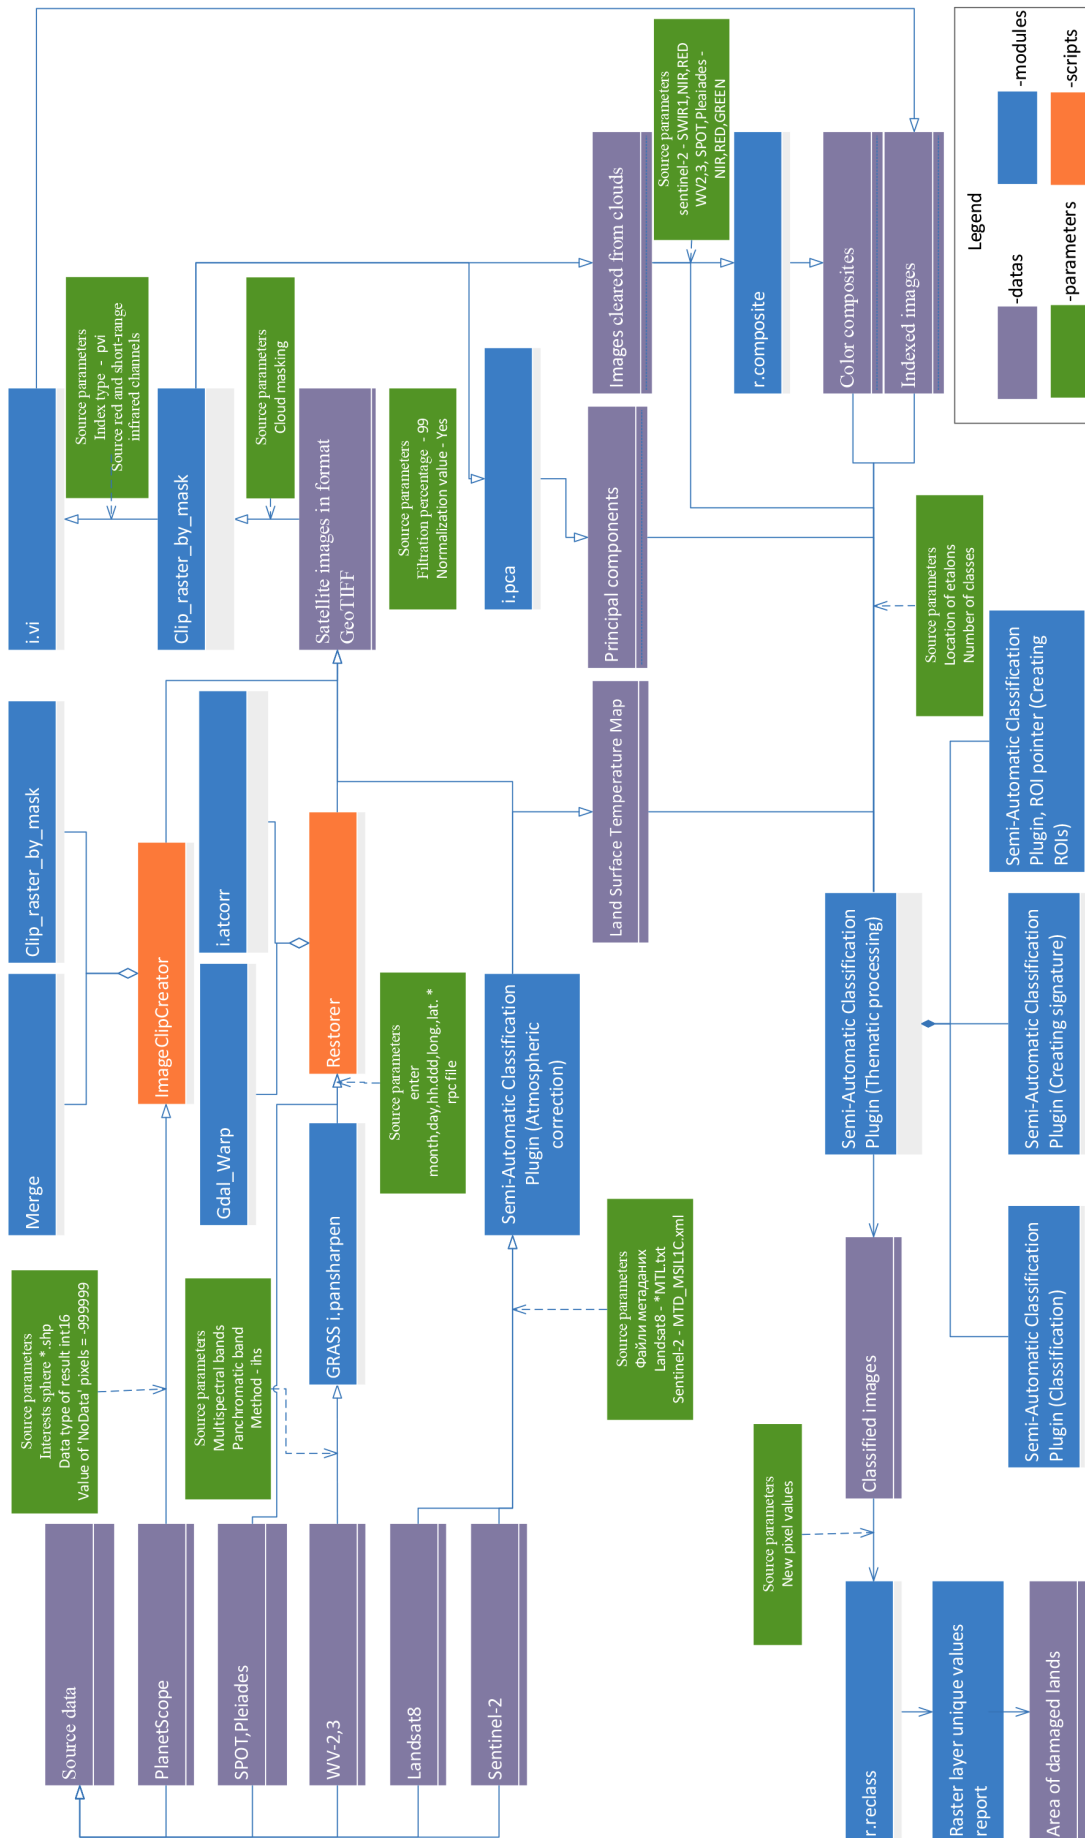 Source data
PlanetScope
SPOT,Pleiades
WV-2,3
Landsat8
Sentinel-2
Source parameters
Interests sphere *.shp
Data type of result int16
Value of 'NoData' pixels = -999999
Source parameters
Multispectral bands
Panchromatic band
Method - ihs
Merge
Clip_raster_by_mask
ImageClipCreator
Gdal_Warp
i.atcorr
GRASS i.pansharpen
Restorer
Source parameters
enter
month,day,hh.ddd,long.,lat. *
rpc file
Source parameters
Файли метаданих
Landsat8 - *MTL.txt
Sentinel-2 - MTD_MSIL1C.xml
Semi-Automatic Classification
Plugin (Atmospheric
correction)
i.vi
Source parameters
Index type - pvi
Source red and short-range
infrared channels
Clip_raster_by_mask
Source parameters
Cloud masking
Satellite images in format
GeoTIFF
Source parameters
Filtration percentage - 99
Normalization value - Yes
i.pca
Land Surface Temperature Map
Principal components
Images cleared from clouds
Source parameters
sentinel-2 - SWIR1,NIR,RED
WV2,3, SPOT,Pleaiades -
NIR,RED,GREEN
r.composite
Color composites
Indexed images
Source parameters
Location of etalons
Number of classes
Semi-Automatic Classification
Plugin (Thematic processing)
Semi-Automatic Classification
Plugin (Classification)
Semi-Automatic Classification
Plugin (Creating signature)
Semi-Automatic Classification
Plugin, ROI pointer (Creating
ROIs)
Classified images
Source parameters
New pixel values
r.reclass
Raster layer unique values
report
Area of damaged lands
Legend
-datas
-modules
-parameters
-scripts